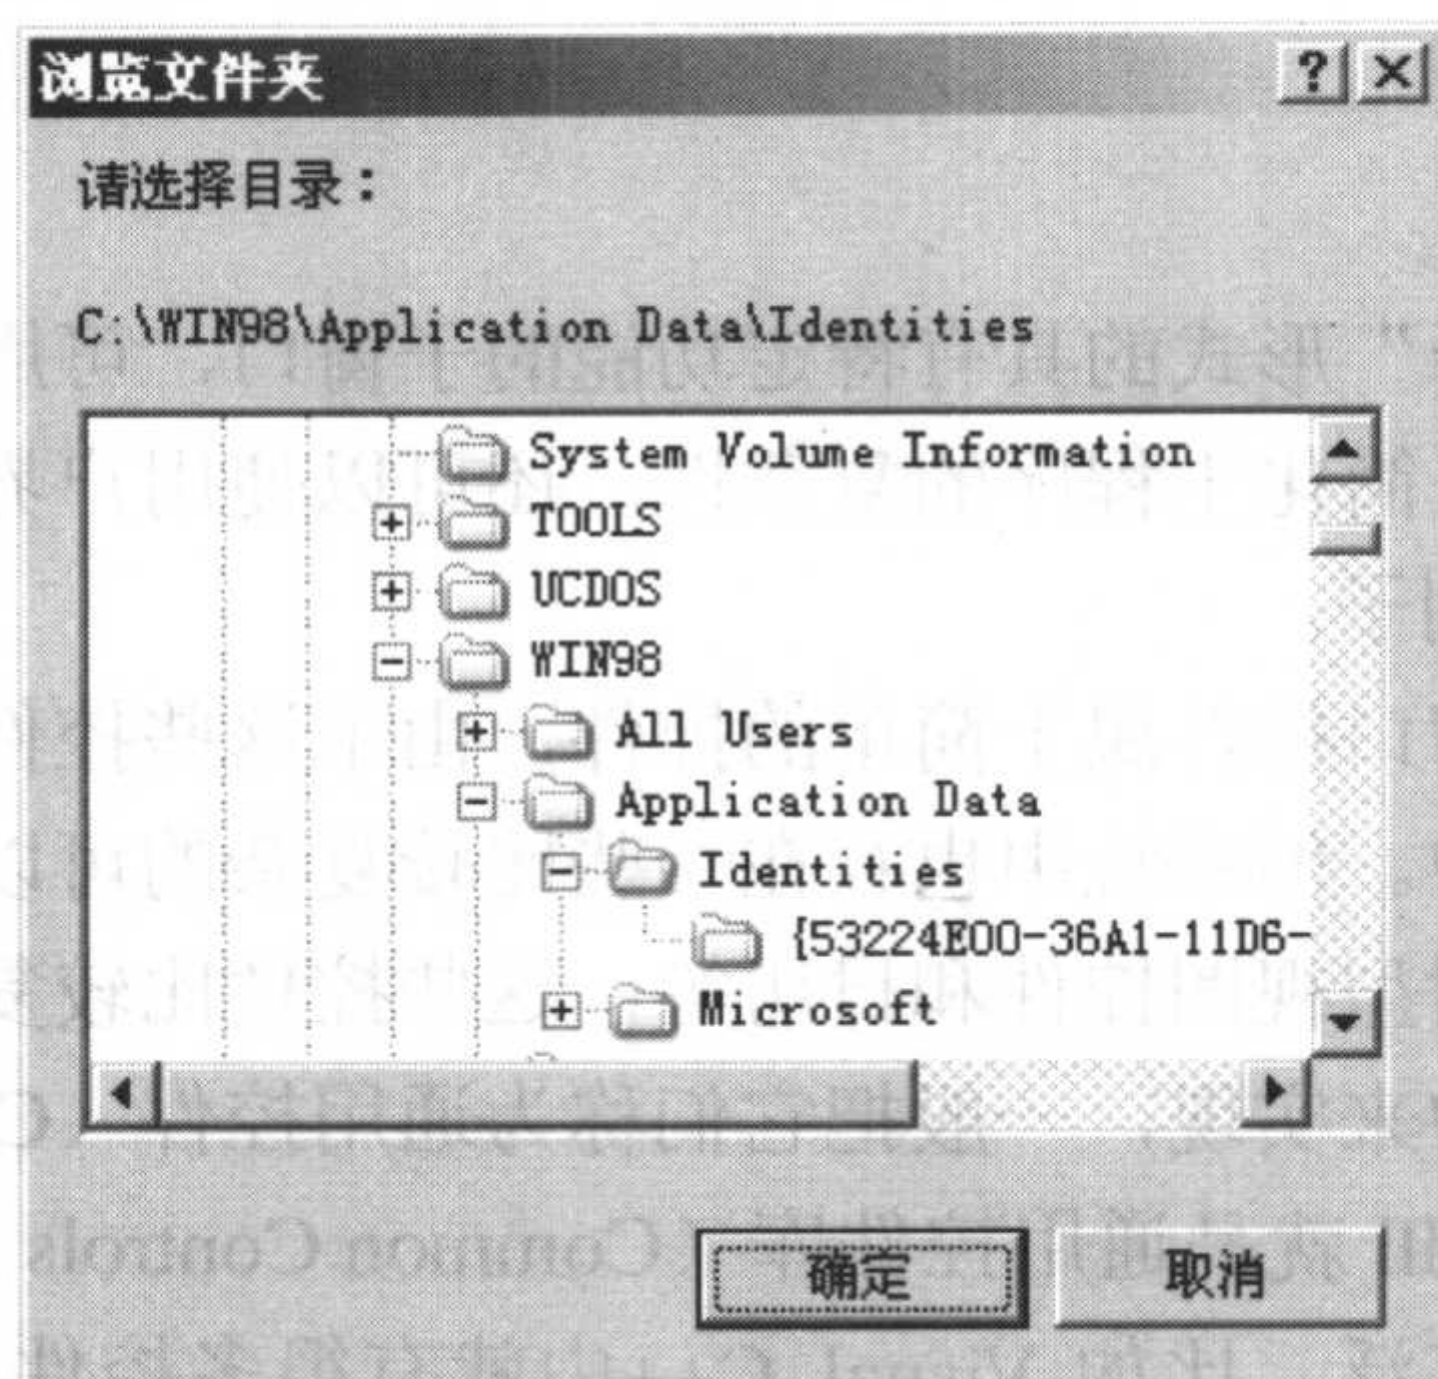 浏览文件夹
请选择目录：
C:\WIN98\Application Data\Identities
System Volume Information
TOOLS
UCDOS
WIN98
All Users
Application Data
Identities
{53224E00-36A1-11D6-
Microsoft
确定
取消